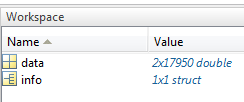 Workspace
Name Value
data 2x17950 double
info 1x1 struct